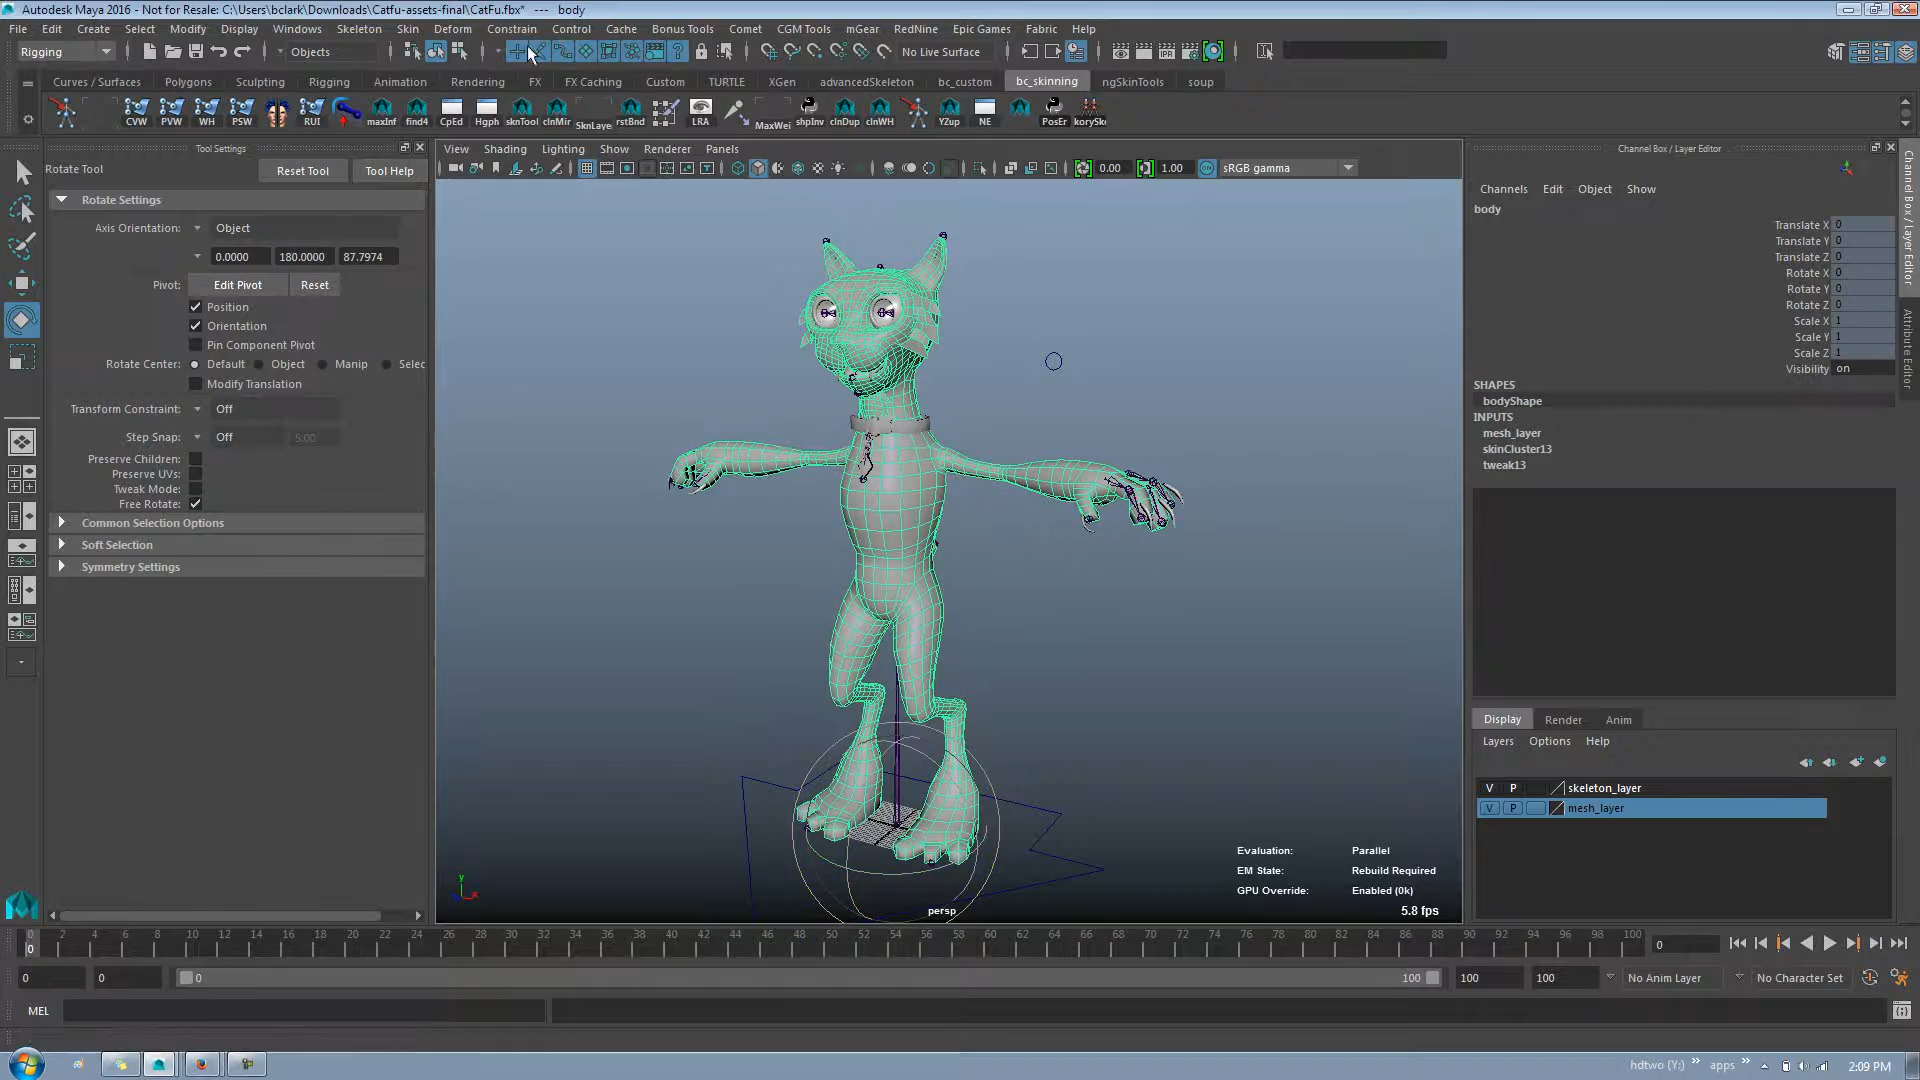 Autodesk Maya 2016 - Not for Resale: C:\Users\bclark\Downloads\Catfu-assets-final\CatFu.fbx*   ---   body
File Edit Create Select Modify Display Windows Skeleton Skin Deform Constrain Control Cache Bonus Tools Comet CGM Tools mGear RedNine Epic Games Fabric Help
Rigging Objects No Live Surface IPR
Curves / Surfaces Polygons Sculpting Rigging Animation Rendering FX FX Caching Custom TURTLE XGen advancedSkeleton bc_custom bc_skinning ngSkinTools soup
CVW PVW WH PSW RUI maxInf find4 CpEd Hgph sknTool clnMir SknLaye rstBnd LRA MaxWei shpInv clnDup clnWH YZup NE PosEr korySk
Tool Settings
Rotate Tool Reset Tool Tool Help
Rotate Settings
Axis Orientation: Object
0.0000 180.0000 87.7974
Pivot: Edit Pivot Reset
Position
Orientation
Pin Component Pivot
Rotate Center: Default Object Manip Selec
Modify Translation
Transform Constraint: Off
Step Snap: Off 5.00
Preserve Children:
Preserve UVs:
Tweak Mode:
Free Rotate:
Common Selection Options
Soft Selection
Symmetry Settings
View Shading Lighting Show Renderer Panels
0.00 1.00 sRGB gamma
Evaluation: Parallel
EM State: Rebuild Required
GPU Override: Enabled (0k)
persp
5.8 fps
y
x
Channel Box / Layer Editor
Channels Edit Object Show
body
Translate X 0
Translate Y 0
Translate Z 0
Rotate X 0
Rotate Y 0
Rotate Z 0
Scale X 1
Scale Y 1
Scale Z 1
Visibility on
SHAPES
bodyShape
INPUTS
mesh_layer
skinCluster13
tweak13
Display Render Anim
Layers Options Help
V P skeleton_layer
V P mesh_layer
Channel Box / Layer Editor
Attribute Editor
0 2 4 6 8 10 12 14 16 18 20 22 24 26 28 30 32 34 36 38 40 42 44 46 48 50 52 54 56 58 60 62 64 66 68 70 72 74 76 78 80 82 84 86 88 90 92 94 96 98 100
0 0
0 0 0 100 100 100 No Anim Layer No Character Set
MEL
hdtwo (Y:) » apps » 2:09 PM